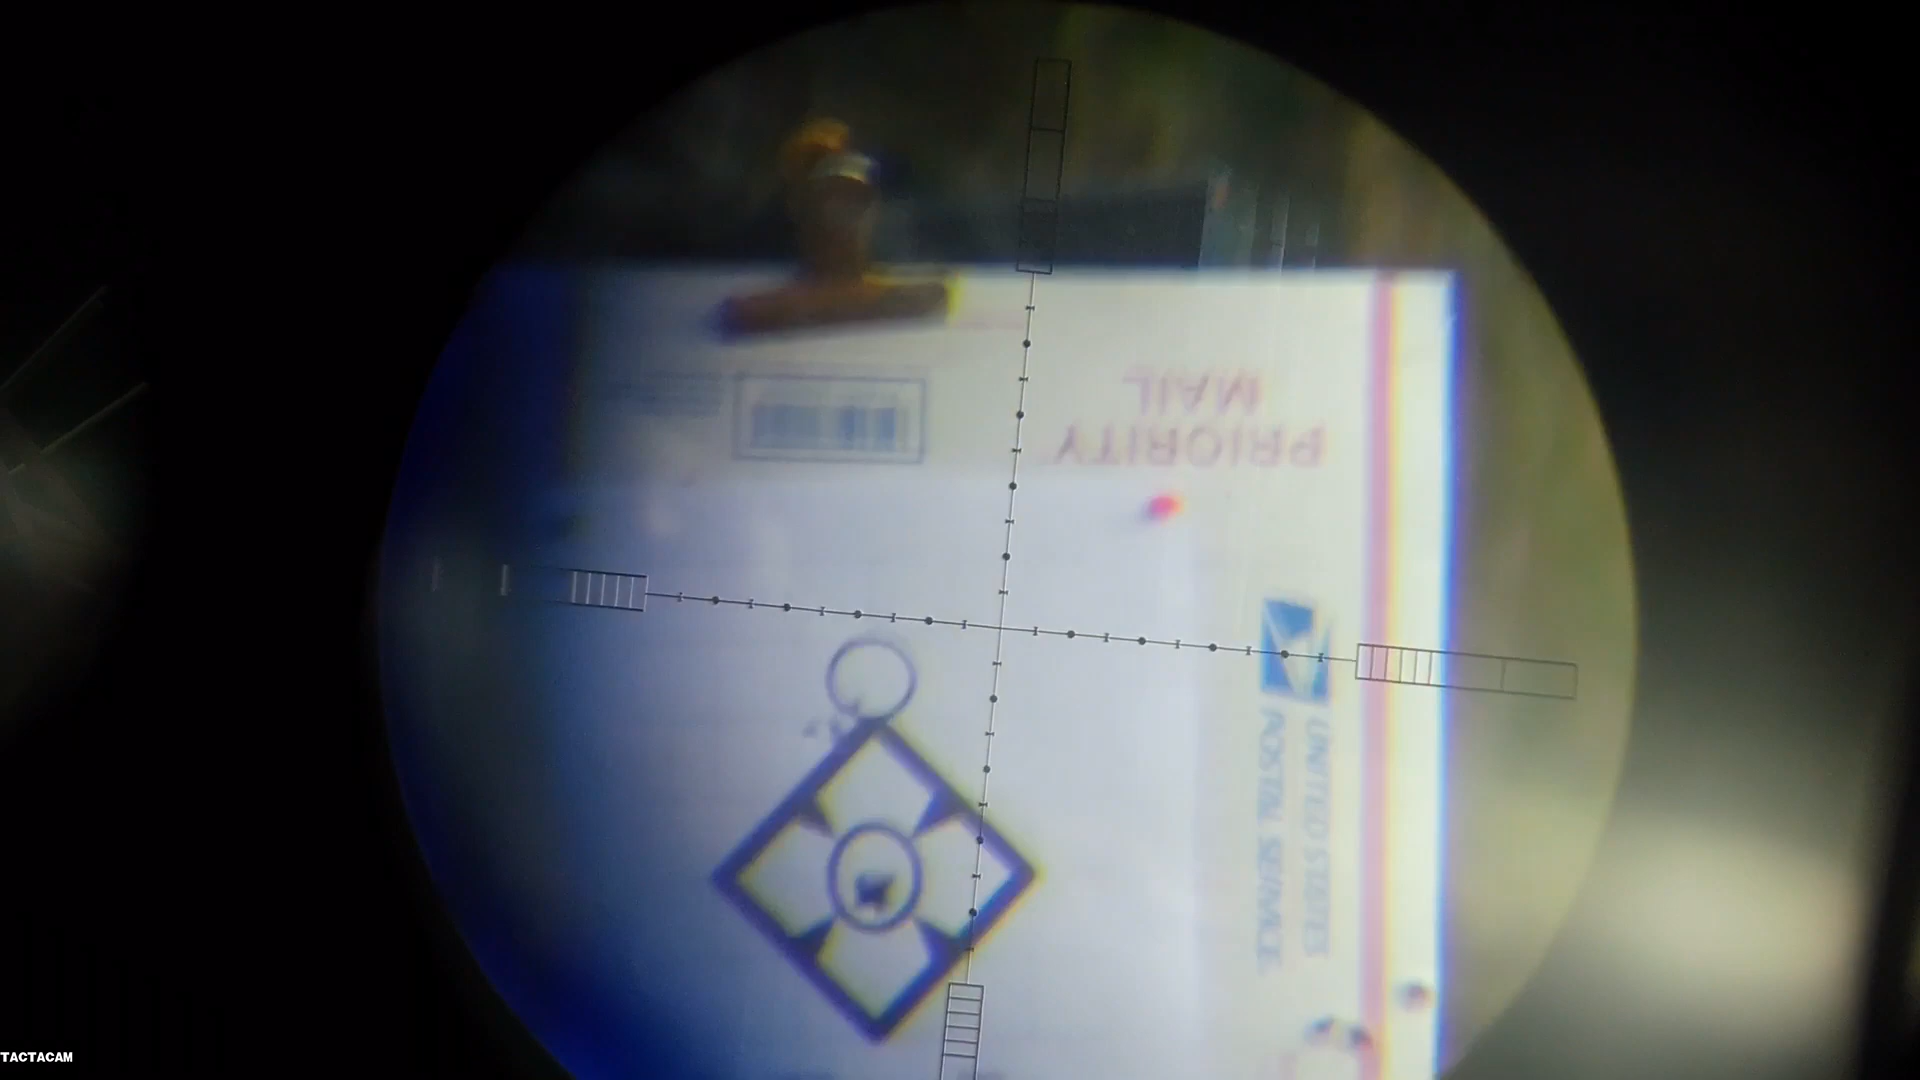 PRIORITY
MAIL
UNITED STATES
POSTAL SERVICE
TACTACAM